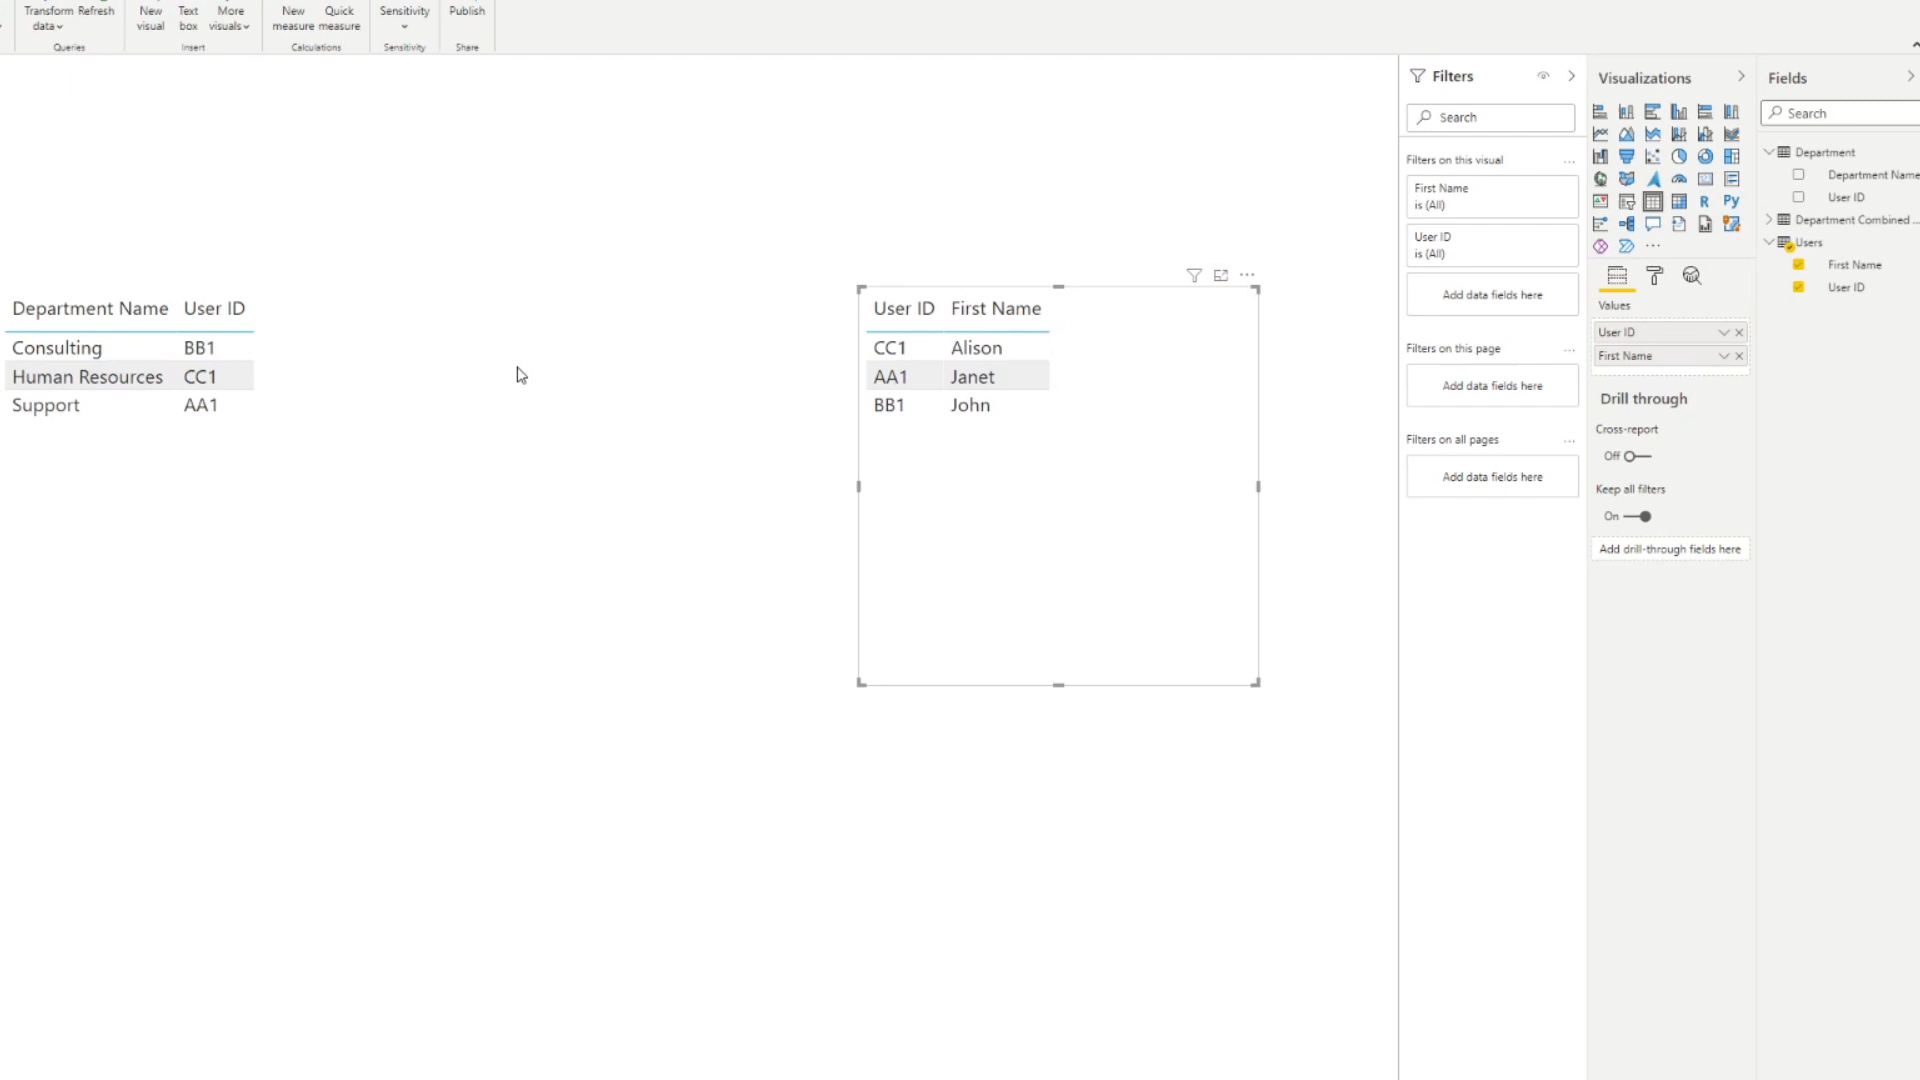 Transform Refresh
data
Queries
New
visual
Text
box
More
visuals
Insert
New
measure
Quick
measure
Calculations
Sensitivity
Sensitivity
Publish
Share
Department Name User ID
Consulting BB1
Human Resources CC1
Support AA1
User ID First Name
CC1 Alison
AA1 Janet
BB1 John
Filters
Search
Filters on this visual ...
First Name
is (All)
User ID
is (All)
Add data fields here
Filters on this page ...
Add data fields here
Filters on all pages ...
Add data fields here
Visualizations
R Py
...
Values
User ID
First Name
Drill through
Cross-report
Off
Keep all filters
On
Add drill-through fields here
Fields
Search
Department
Department Name
User ID
Department Combined ...
Users
First Name
User ID